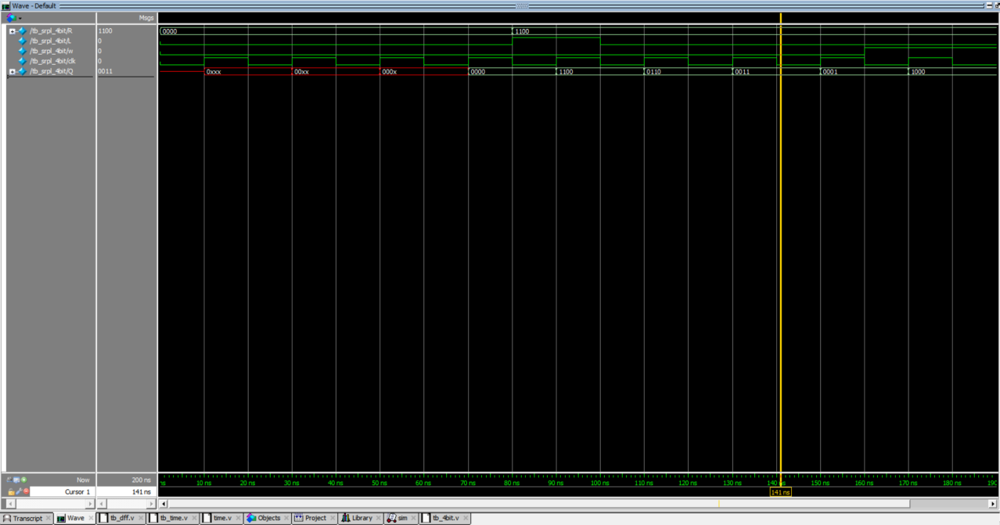 Wave - Default
Msgs
/tb_srpl_4bit/R 1100 0000 1100
/tb_srpl_4bit/L 0
/tb_srpl_4bit/w 0
/tb_srpl_4bit/clk 0
/tb_srpl_4bit/Q 0011 0xxx 00xx 000x 0000 1100 0110 0011 0001 1000
Now 200 ns ns 10 ns 20 ns 30 ns 40 ns 50 ns 60 ns 70 ns 80 ns 90 ns 100 ns 110 ns 120 ns 130 ns 140 ns 150 ns 160 ns 170 ns 180 ns 190
Cursor 1 141 ns 141 ns
Transcript Wave tb_dff.v tb_time.v time.v Objects Project Library sim tb_4bit.v